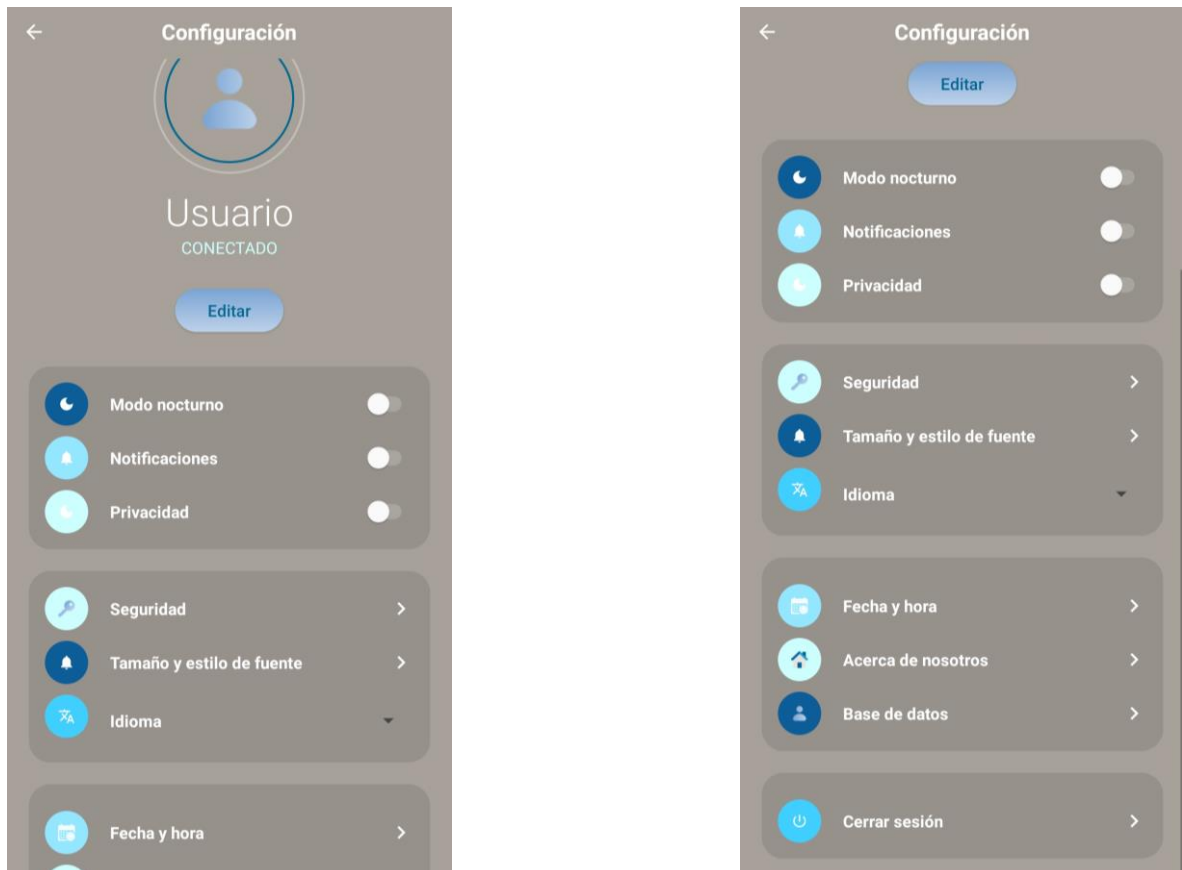 Configuración
Usuario
CONECTADO
Editar
Modo nocturno
Notificaciones
Privacidad
Seguridad
Tamaño y estilo de fuente
Idioma
Fecha y hora
Configuración
Editar
Modo nocturno
Notificaciones
Privacidad
Seguridad
Tamaño y estilo de fuente
Idioma
Fecha y hora
Acerca de nosotros
Base de datos
Cerrar sesión